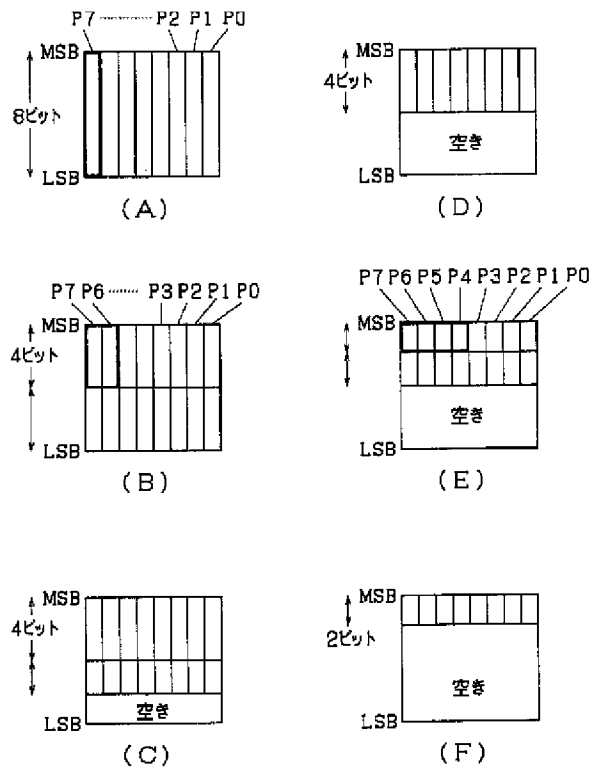 P7 ┈┈ P2 P1 P0
MSB
8ビット
LSB
(A)
MSB
4ビット
空き
LSB
(D)
P7 P6 ┈┈ P3 P2 P1 P0
MSB
4ビット
LSB
(B)
P7 P6 P5 P4 P3 P2 P1 P0
MSB
空き
LSB
(E)
MSB
4ビット
空き
LSB
(C)
MSB
2ビット
空き
LSB
(F)